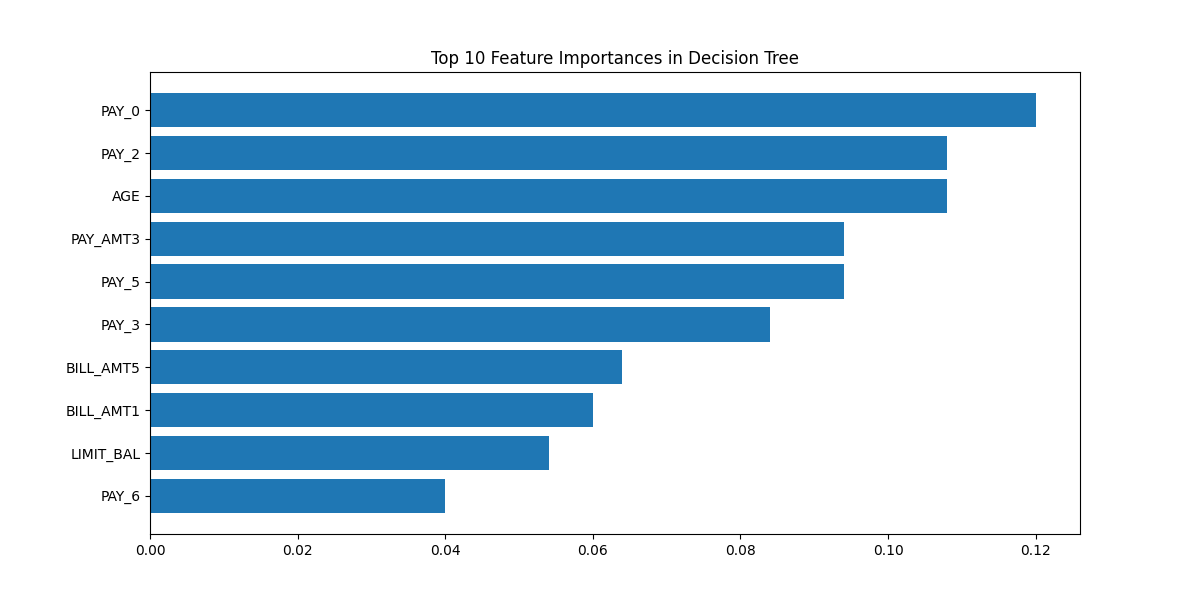 Top 10 Feature Importances in Decision Tree
PAY_0
PAY_2
AGE
PAY_AMT3
PAY_5
PAY_3
BILL_AMT5
BILL_AMT1
LIMIT_BAL
PAY_6
0.00 0.02 0.04 0.06 0.08 0.10 0.12